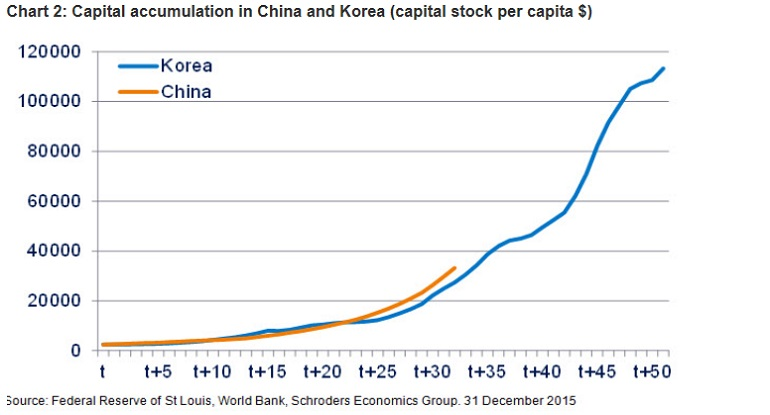 Chart 2: Capital accumulation in China and Korea (capital stock per capita $)
120000
Korea
China
100000
80000
60000
40000
20000
0
t t+5 t+10 t+15 t+20 t+25 t+30 t+35 t+40 t+45 t+50
Source: Federal Reserve of St Louis, World Bank, Schroders Economics Group. 31 December 2015